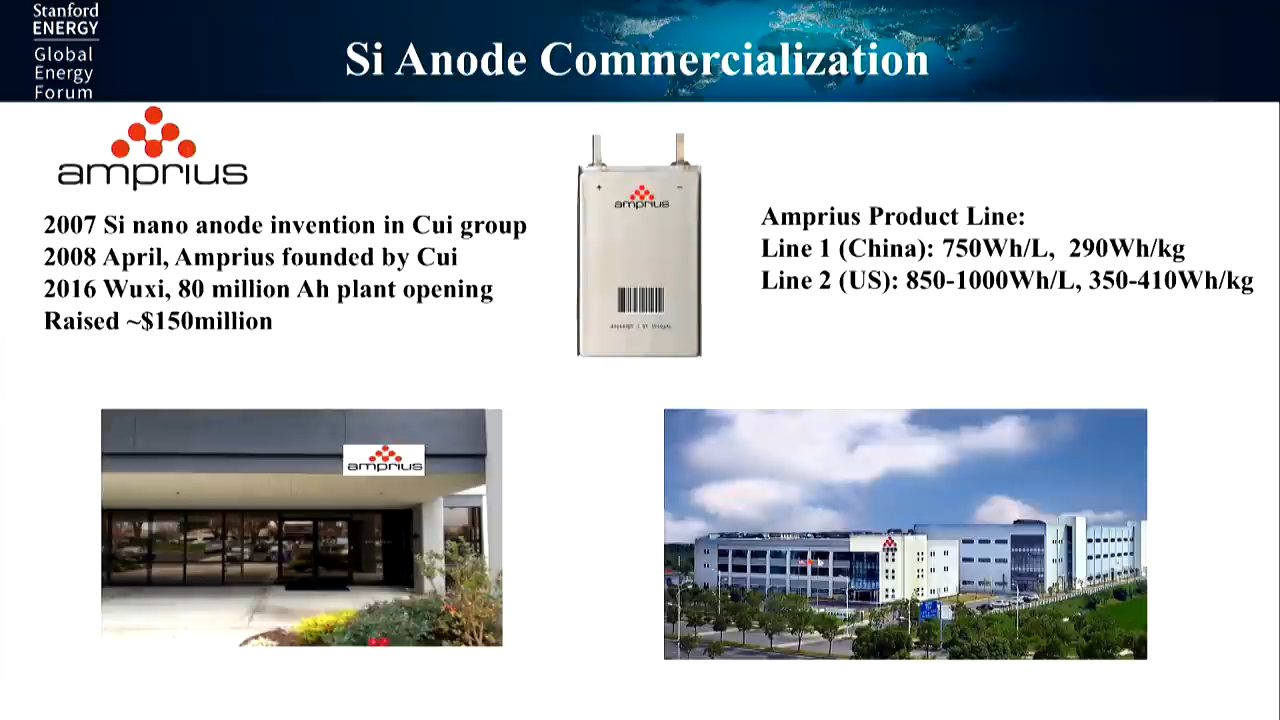 Stanford
ENERGY
Global
Energy
Forum
Si Anode Commercialization
amprius
2007 Si nano anode invention in Cui group
2008 April, Amprius founded by Cui
2016 Wuxi, 80 million Ah plant opening
Raised ~$150million
+ −
amprius
Amprius Product Line:
Line 1 (China): 750Wh/L, 290Wh/kg
Line 2 (US): 850-1000Wh/L, 350-410Wh/kg
amprius